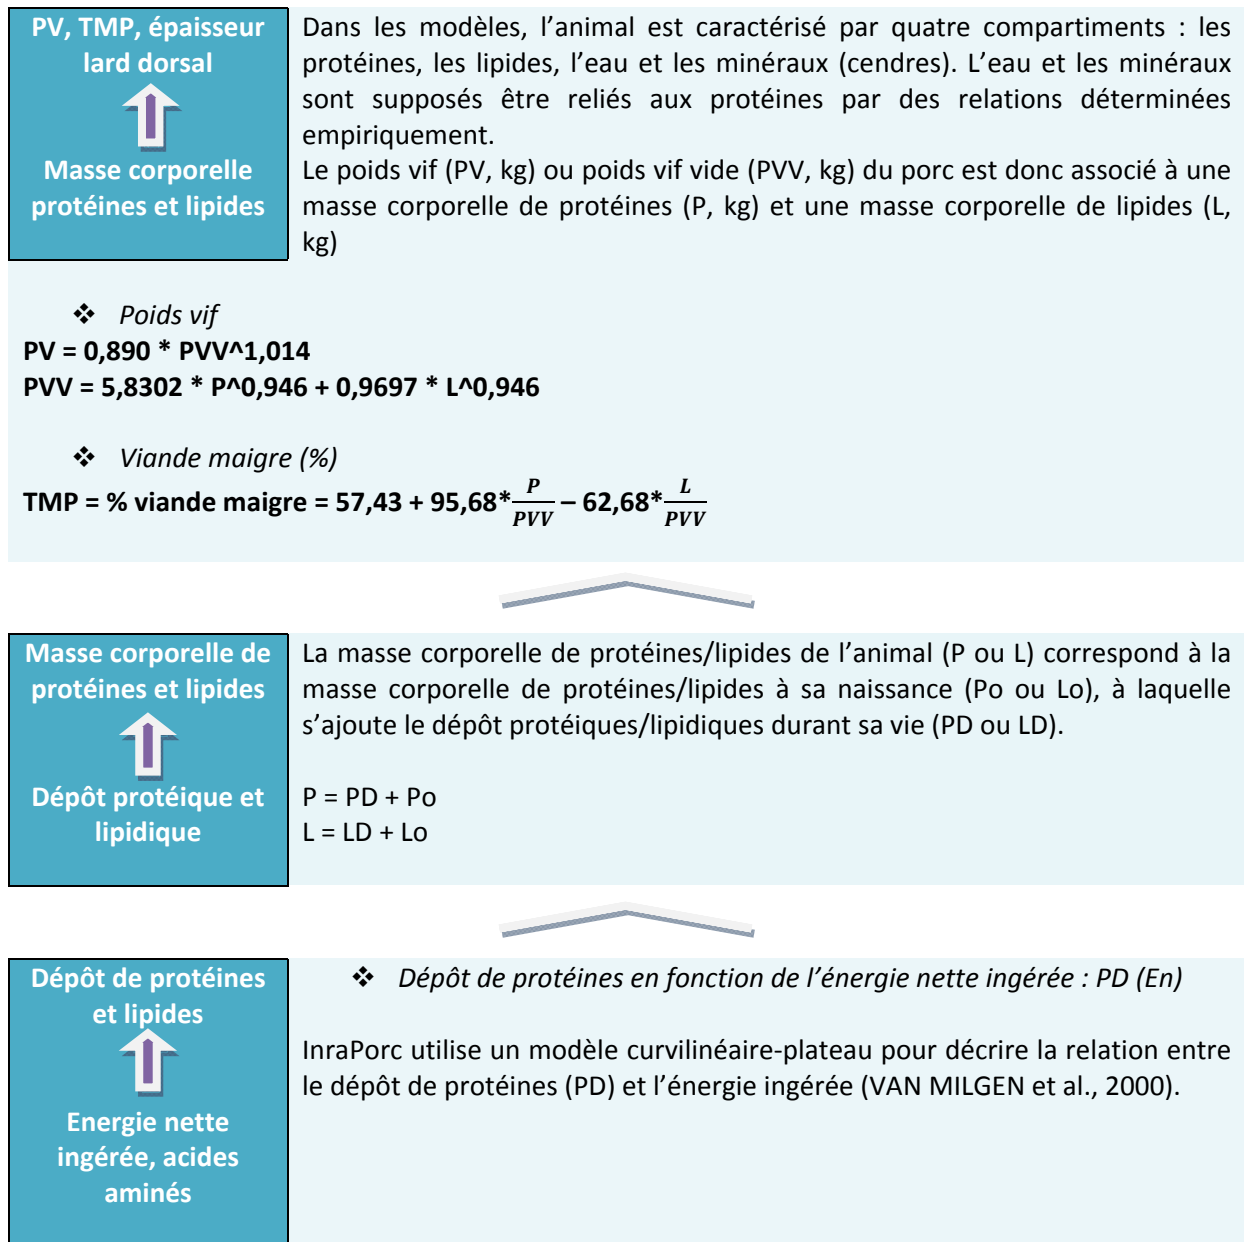 PV, TMP, épaisseur
lard dorsal
Masse corporelle
protéines et lipides
Dans les modèles, l’animal est caractérisé par quatre compartiments : les
protéines, les lipides, l’eau et les minéraux (cendres). L’eau et les minéraux
sont supposés être reliés aux protéines par des relations déterminées
empiriquement.
Le poids vif (PV, kg) ou poids vif vide (PVV, kg) du porc est donc associé à une
masse corporelle de protéines (P, kg) et une masse corporelle de lipides (L,
kg)
❖ Poids vif
PV = 0,890 * PVV^1,014
PVV = 5,8302 * P^0,946 + 0,9697 * L^0,946
❖ Viande maigre (%)
TMP = % viande maigre = 57,43 + 95,68*P/PVV – 62,68*L/PVV
Masse corporelle de
protéines et lipides
Dépôt protéique et
lipidique
La masse corporelle de protéines/lipides de l’animal (P ou L) correspond à la
masse corporelle de protéines/lipides à sa naissance (Po ou Lo), à laquelle
s’ajoute le dépôt protéiques/lipidiques durant sa vie (PD ou LD).
P = PD + Po
L = LD + Lo
Dépôt de protéines
et lipides
Energie nette
ingérée, acides
aminés
❖ Dépôt de protéines en fonction de l’énergie nette ingérée : PD (En)
InraPorc utilise un modèle curvilinéaire-plateau pour décrire la relation entre
le dépôt de protéines (PD) et l’énergie ingérée (VAN MILGEN et al., 2000).